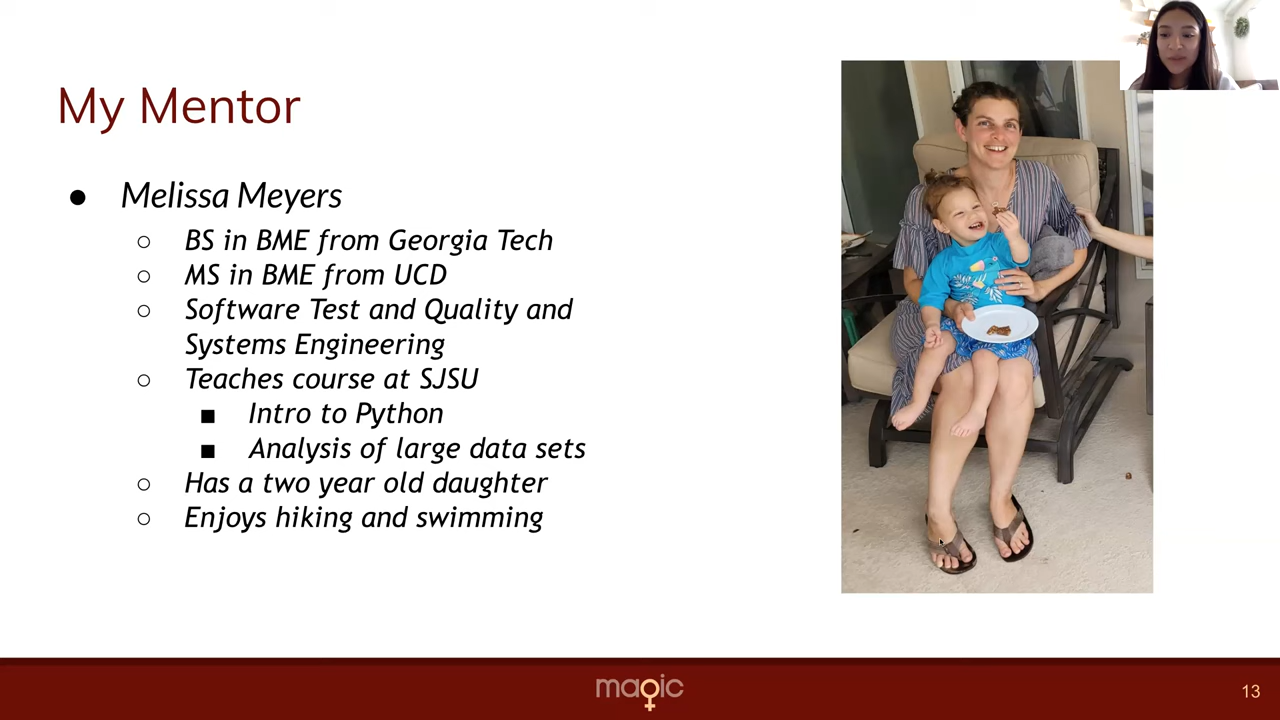 My Mentor
● Melissa Meyers
○ BS in BME from Georgia Tech
○ MS in BME from UCD
○ Software Test and Quality and
Systems Engineering
○ Teaches course at SJSU
■ Intro to Python
■ Analysis of large data sets
○ Has a two year old daughter
○ Enjoys hiking and swimming
magic
13